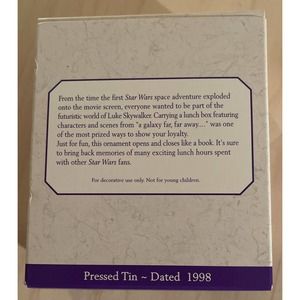 From the time the first Star Wars space adventure exploded
onto the movie screen, everyone wanted to be part of the
futuristic world of Luke Skywalker. Carrying a lunch box featuring
characters and scenes from "a galaxy far, far away..." was one
of the most prized ways to show your loyalty.
Just for fun, this ornament opens and closes like a book. It's sure
to bring back memories of many exciting lunch hours spent
with other Star Wars fans.
For decorative use only. Not for young children.
Pressed Tin ~ Dated 1998